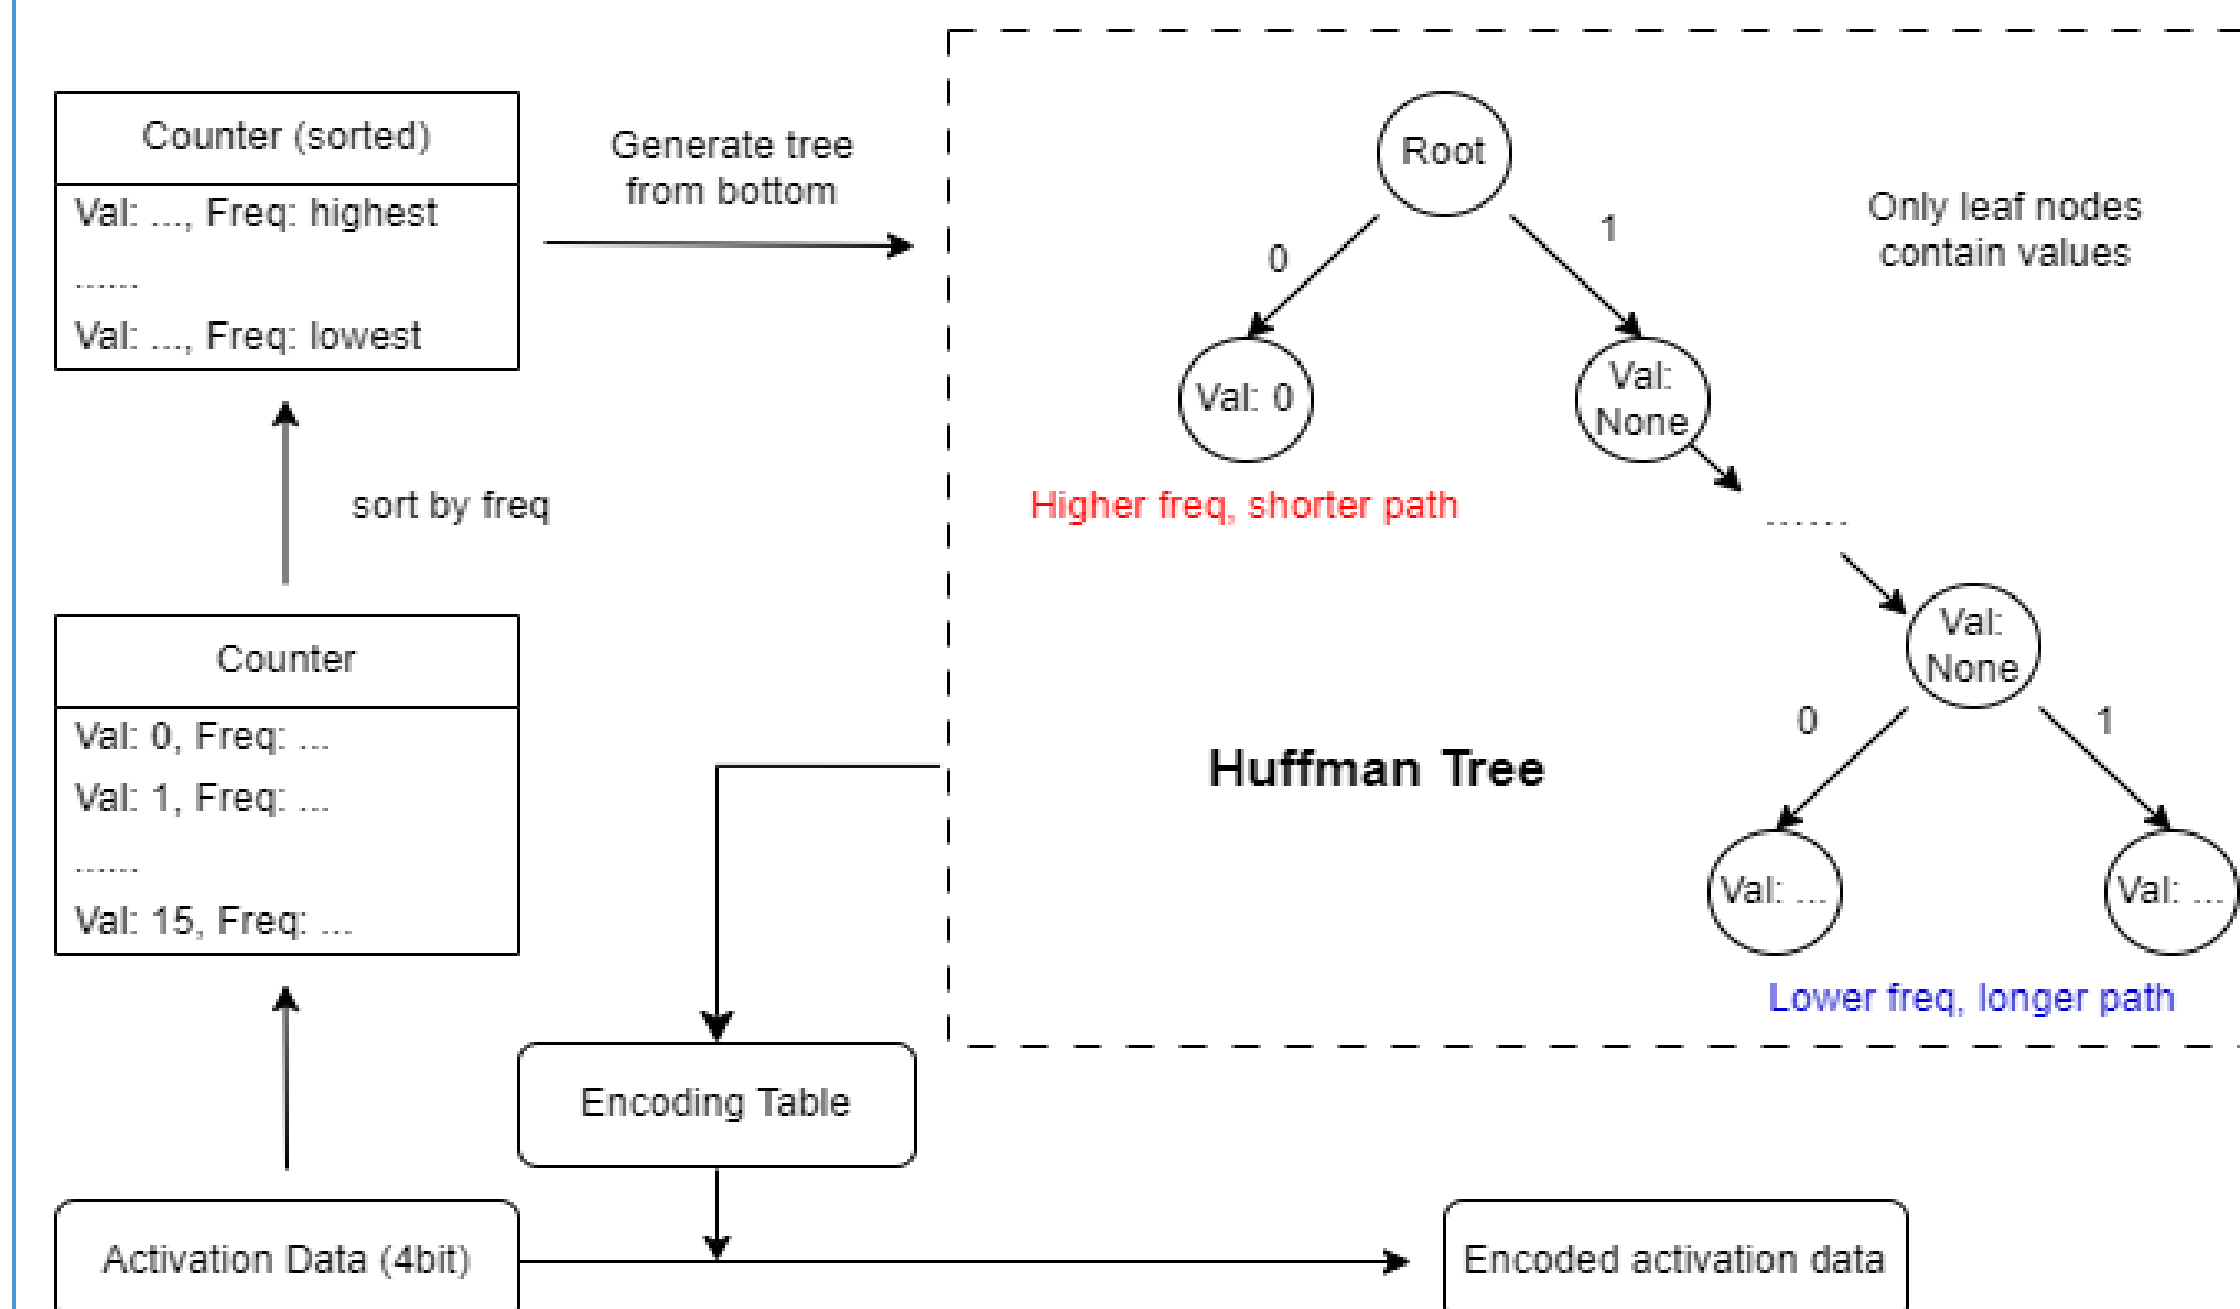 Counter (sorted)
Val: ..., Freq: highest
.......
Val: ..., Freq: lowest
Generate tree
from bottom
Root
0
1
Only leaf nodes
contain values
Val: 0
Val:
None
Higher freq, shorter path
.......
sort by freq
Counter
Val: 0, Freq: ...
Val: 1, Freq: ...
.......
Val: 15, Freq: ...
Val:
None
0
1
Huffman Tree
Val: ...
Val: ...
Lower freq, longer path
Encoding Table
Activation Data (4bit)
Encoded activation data